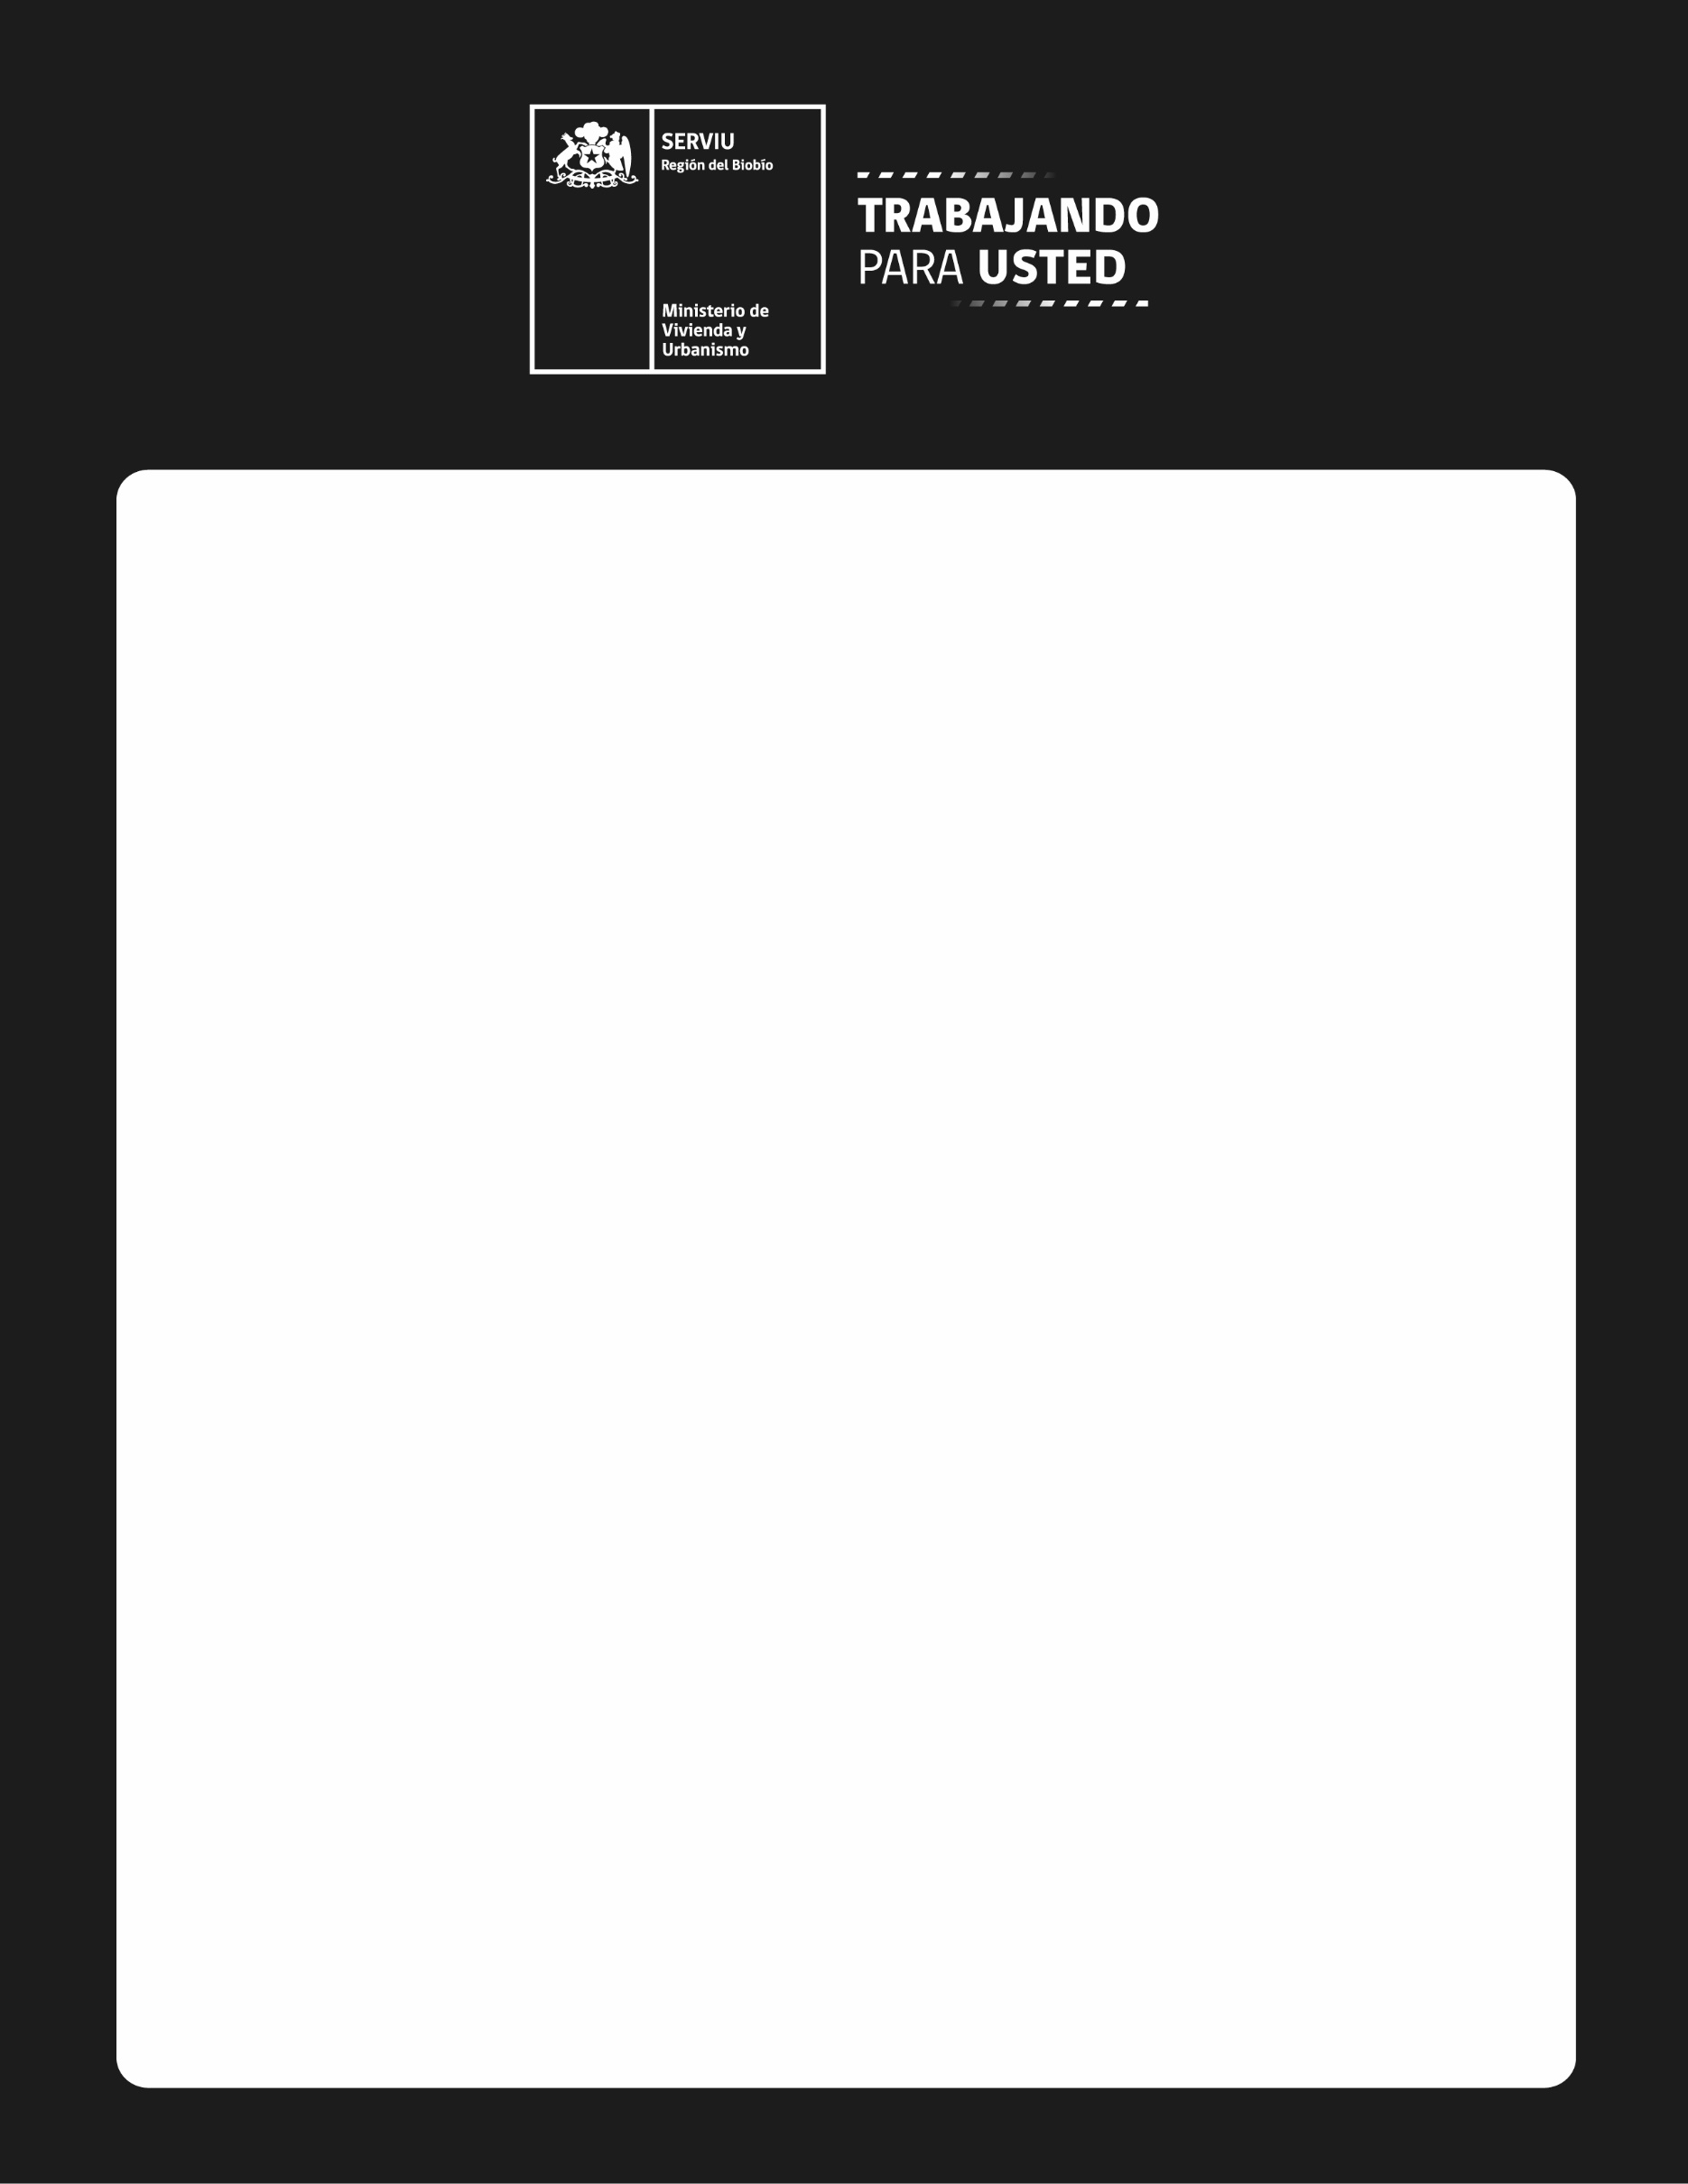 SERVIU
Región del Biobío
Ministerio de
Vivienda y
Urbanismo
TRABAJANDO
PARA USTED